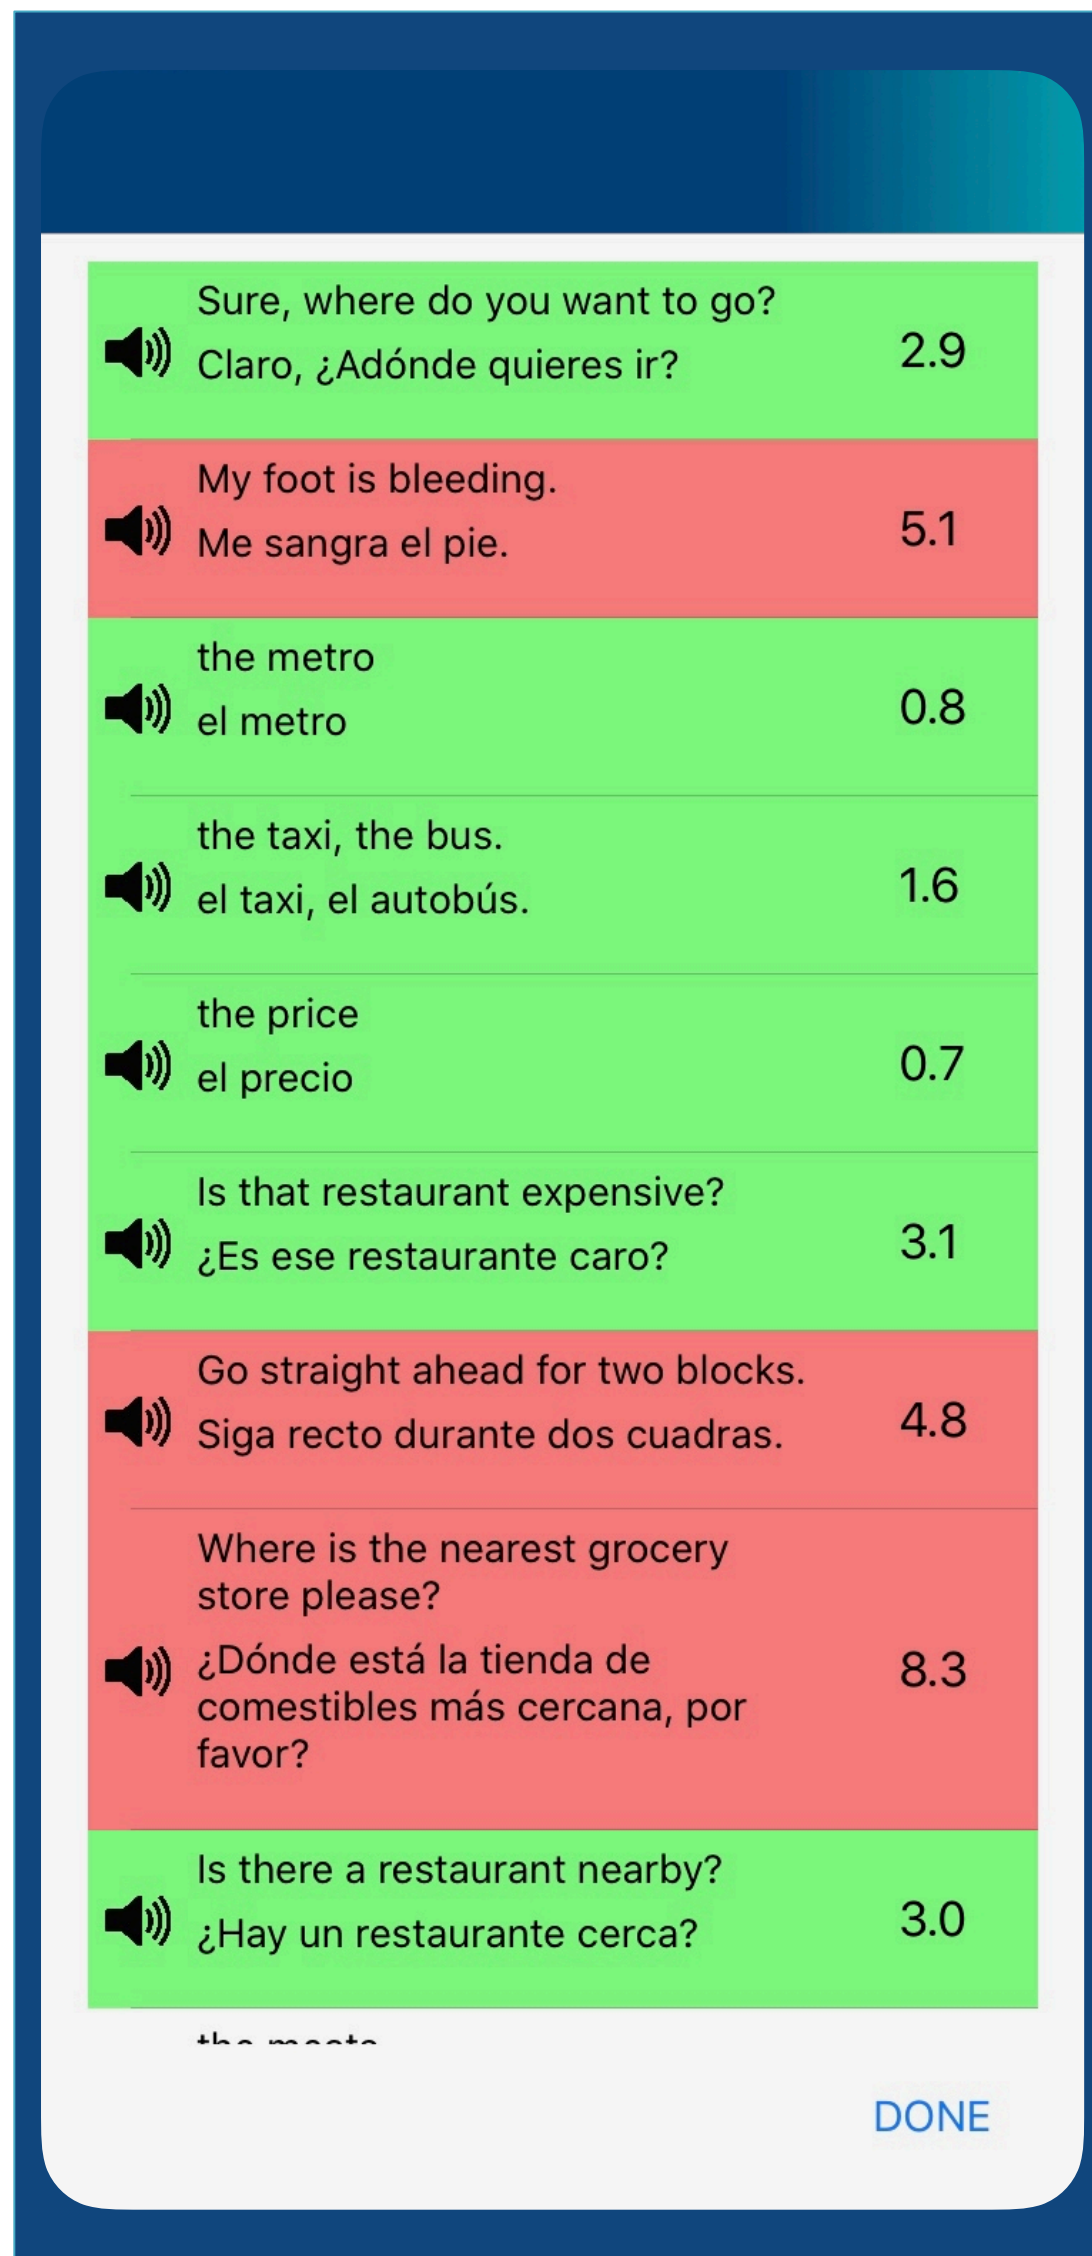 Sure, where do you want to go?
Claro, ¿Adónde quieres ir?
2.9
My foot is bleeding.
Me sangra el pie.
5.1
the metro
el metro
0.8
the taxi, the bus.
el taxi, el autobús.
1.6
the price
el precio
0.7
Is that restaurant expensive?
¿Es ese restaurante caro?
3.1
Go straight ahead for two blocks.
Siga recto durante dos cuadras.
4.8
Where is the nearest grocery
store please?
¿Dónde está la tienda de
comestibles más cercana, por
favor?
8.3
Is there a restaurant nearby?
¿Hay un restaurante cerca?
3.0
the
DONE